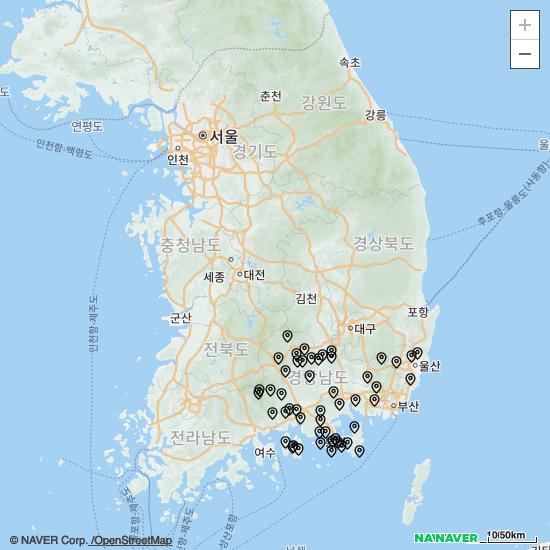 +
−
속초
춘천
강원도
강릉
도
연평도
인천항-백령도
서울
인천
경기도
울
후포항-울릉도(사동항)
충청남도
경상북도
세종
대전
인천항-제주도
김천
군산
포항
대구
전북도
경상남도
울산
부산
전라남도
여수
NAVER
10/50km
© NAVER Corp. /OpenStreetMap